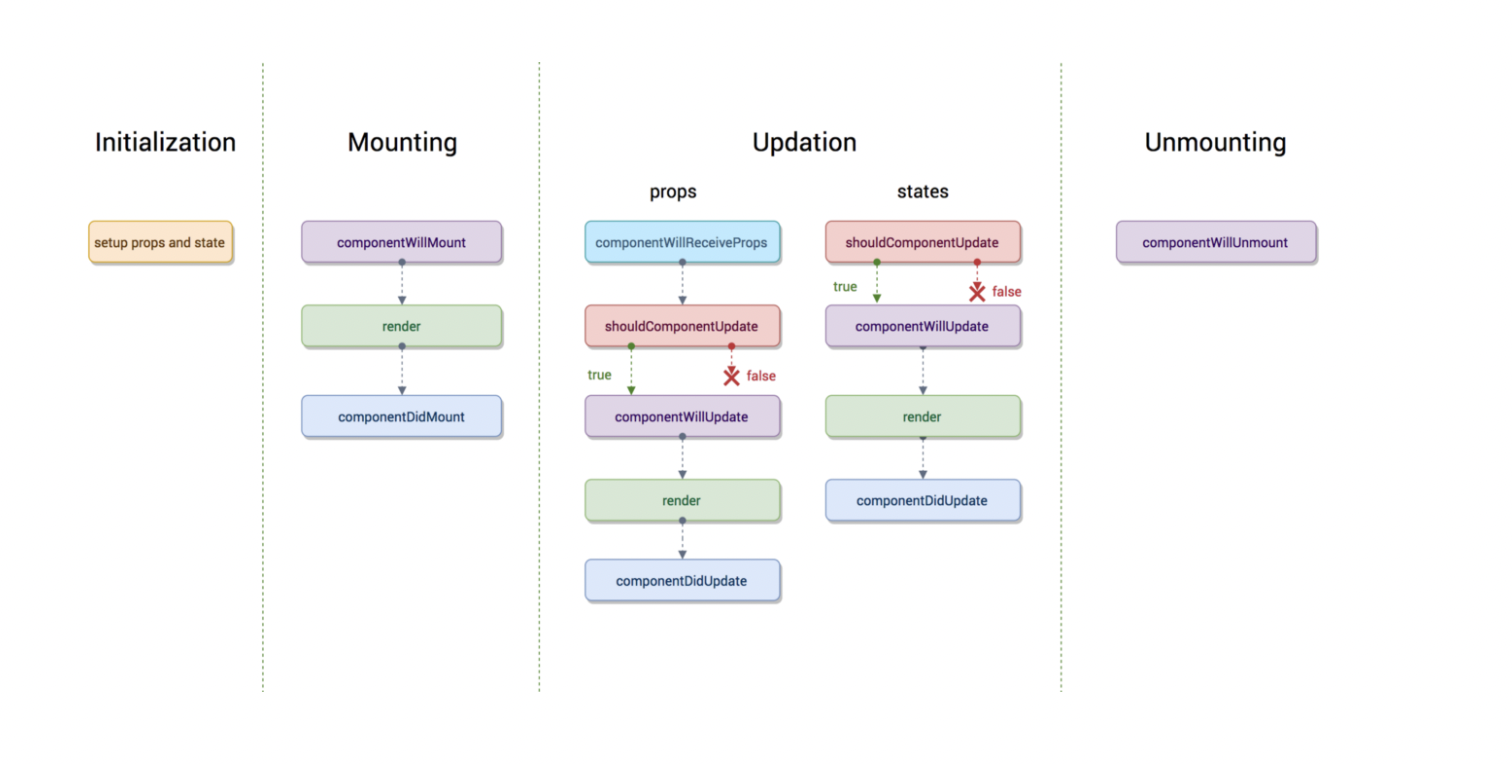 Initialization
setup props and state
Mounting
componentWillMount
render
componentDidMount
Updation
props
componentWillReceiveProps
shouldComponentUpdate
true
false
componentWillUpdate
render
componentDidUpdate
states
shouldComponentUpdate
true
false
componentWillUpdate
render
componentDidUpdate
Unmounting
componentWillUnmount